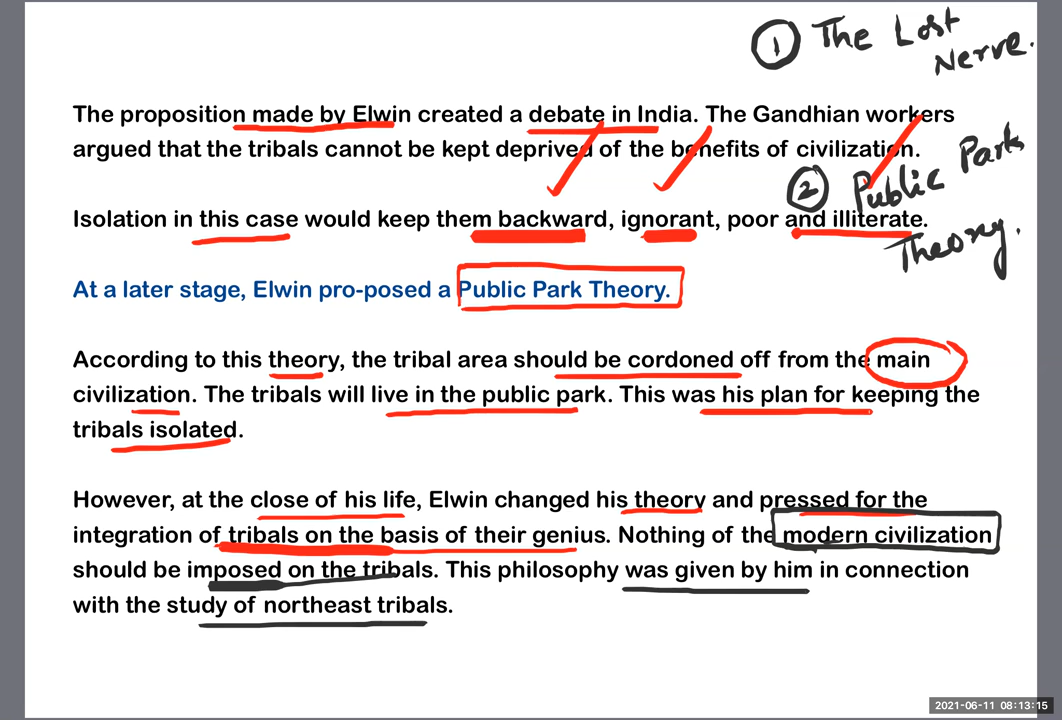 ① The Lost
Nerve.
The proposition made by Elwin created a debate in India. The Gandhian workers
argued that the tribals cannot be kept deprived of the benefits of civilization.
② Public Park
Theory.
Isolation in this case would keep them backward, ignorant, poor and illiterate.
At a later stage, Elwin pro-posed a Public Park Theory.
According to this theory, the tribal area should be cordoned off from the main
civilization. The tribals will live in the public park. This was his plan for keeping the
tribals isolated.
However, at the close of his life, Elwin changed his theory and pressed for the
integration of tribals on the basis of their genius. Nothing of the modern civilization
should be imposed on the tribals. This philosophy was given by him in connection
with the study of northeast tribals.
2021-06-11 08:13:15